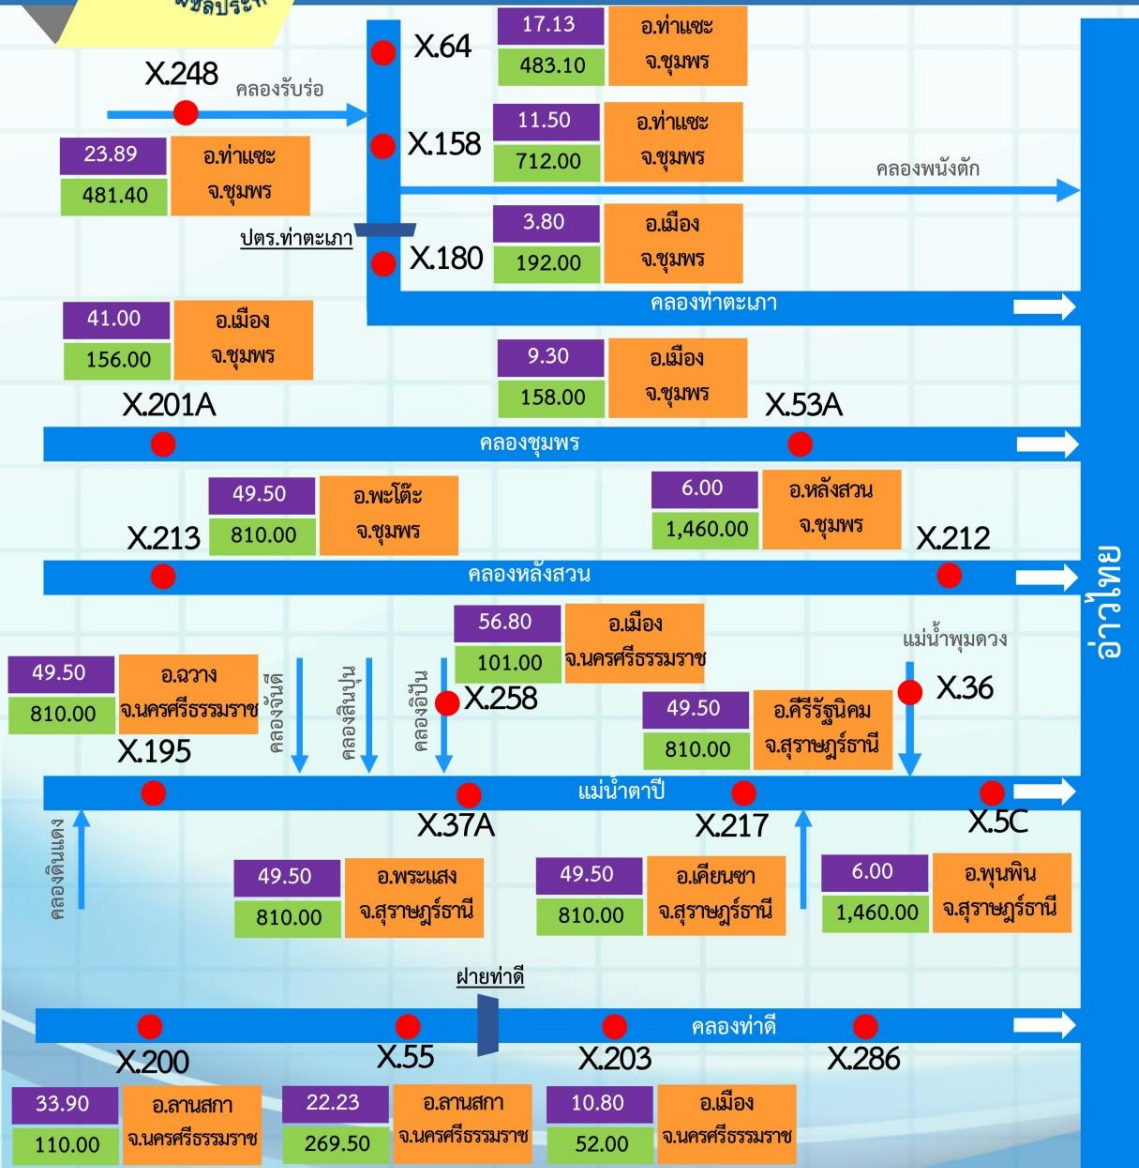 X.64
17.13
483.10
อ.ท่าแซะ
จ.ชุมพร
X.248
คลองรับร่อ
23.89
481.40
อ.ท่าแซะ
จ.ชุมพร
X.158
11.50
712.00
อ.ท่าแซะ
จ.ชุมพร
คลองพนังตัก
ปตร.ท่าตะเภา
X.180
3.80
192.00
อ.เมือง
จ.ชุมพร
คลองท่าตะเภา
41.00
156.00
อ.เมือง
จ.ชุมพร
X.201A
9.30
158.00
อ.เมือง
จ.ชุมพร
X.53A
คลองชุมพร
X.213
49.50
810.00
อ.พะโต๊ะ
จ.ชุมพร
6.00
1,460.00
อ.หลังสวน
จ.ชุมพร
X.212
คลองหลังสวน
อ่าวไทย
49.50
810.00
อ.ฉวาง
จ.นครศรีธรรมราช
X.195
คลองจันดี
คลองสินปุน
คลองอิปัน
56.80
101.00
อ.เมือง
จ.นครศรีธรรมราช
X.258
49.50
810.00
อ.คีรีรัฐนิคม
จ.สุราษฎร์ธานี
แม่น้ำพุมดวง
X.36
แม่น้ำตาปี
X.37A
X.217
X.5C
คลองดินแดง
49.50
810.00
อ.พระแสง
จ.สุราษฎร์ธานี
49.50
810.00
อ.เคียนซา
จ.สุราษฎร์ธานี
6.00
1,460.00
อ.พุนพิน
จ.สุราษฎร์ธานี
ฝายท่าดี
คลองท่าดี
X.200
X.55
X.203
X.286
33.90
110.00
อ.ลานสกา
จ.นครศรีธรรมราช
22.23
269.50
อ.ลานสกา
จ.นครศรีธรรมราช
10.80
52.00
อ.เมือง
จ.นครศรีธรรมราช